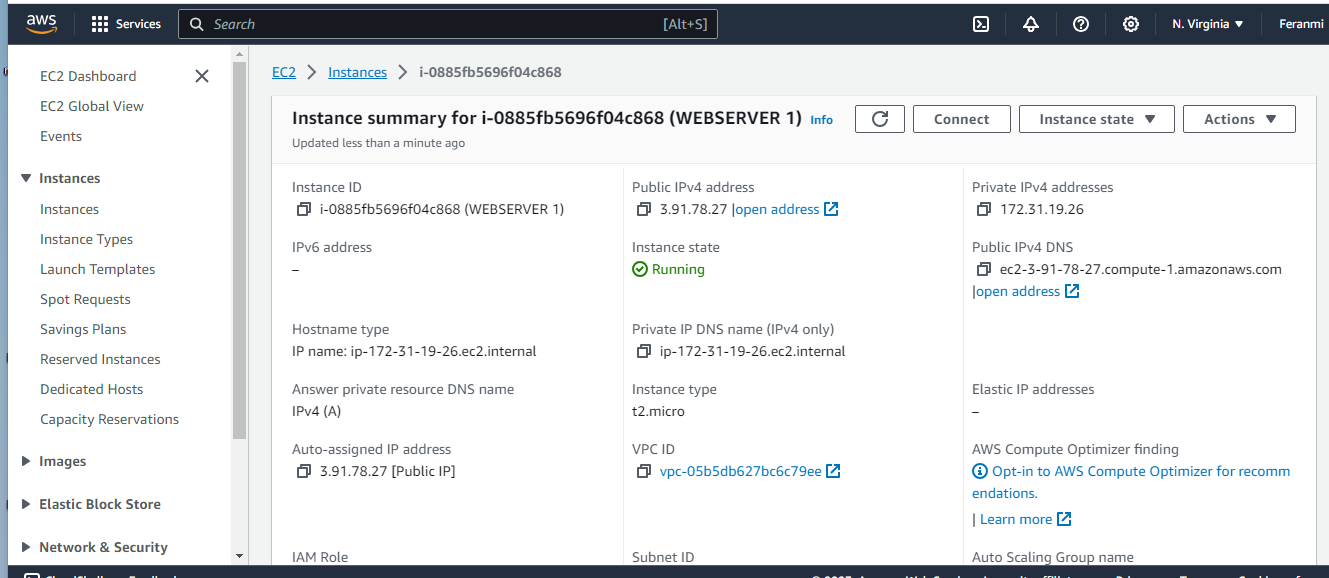 aws
Services
Search [Alt+S]
N. Virginia
Feranmi
EC2 Dashboard
EC2 Global View
Events
Instances
Instances
Instance Types
Launch Templates
Spot Requests
Savings Plans
Reserved Instances
Dedicated Hosts
Capacity Reservations
Images
Elastic Block Store
Network & Security
EC2 > Instances > i-0885fb5696f04c868
Instance summary for i-0885fb5696f04c868 (WEBSERVER 1) Info
Updated less than a minute ago
Connect
Instance state
Actions
Instance ID
i-0885fb5696f04c868 (WEBSERVER 1)
Public IPv4 address
3.91.78.27 |open address
Private IPv4 addresses
172.31.19.26
IPv6 address
–
Instance state
Running
Public IPv4 DNS
ec2-3-91-78-27.compute-1.amazonaws.com
|open address
Hostname type
IP name: ip-172-31-19-26.ec2.internal
Private IP DNS name (IPv4 only)
ip-172-31-19-26.ec2.internal
Answer private resource DNS name
IPv4 (A)
Instance type
t2.micro
Elastic IP addresses
–
Auto-assigned IP address
3.91.78.27 [Public IP]
VPC ID
vpc-05b5db627bc6c79ee
AWS Compute Optimizer finding
Opt-in to AWS Compute Optimizer for recomm
endations.
| Learn more
IAM Role
Subnet ID
Auto Scaling Group name